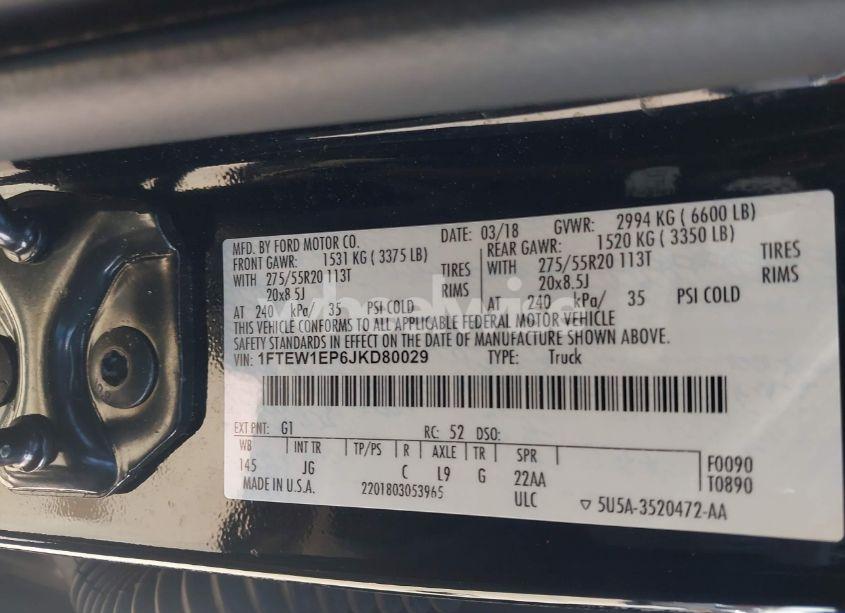 MFD. BY FORD MOTOR CO. DATE: 03/18 GVWR: 2994 KG ( 6600 LB)
FRONT GAWR: 1531 KG ( 3375 LB) REAR GAWR: 1520 KG ( 3350 LB)
WITH 275/55R20 113T TIRES WITH 275/55R20 113T TIRES
20x8.5J RIMS 20x8.5J RIMS
AT 240 kPa/ 35 PSI COLD AT 240 kPa/ 35 PSI COLD
THIS VEHICLE CONFORMS TO ALL APPLICABLE FEDERAL MOTOR VEHICLE
SAFETY STANDARDS IN EFFECT ON THE DATE OF MANUFACTURE SHOWN ABOVE.
VIN: 1FTEW1EP6JKD80029 TYPE: Truck
EXT PNT: G1 RC: 52 DSO:
WB INT TR TP/PS R AXLE TR SPR F0090
145 JG C L9 G 22AA T0890
MADE IN U.S.A. 2201803053965 ULC ▽ 5U5A-3520472-AA